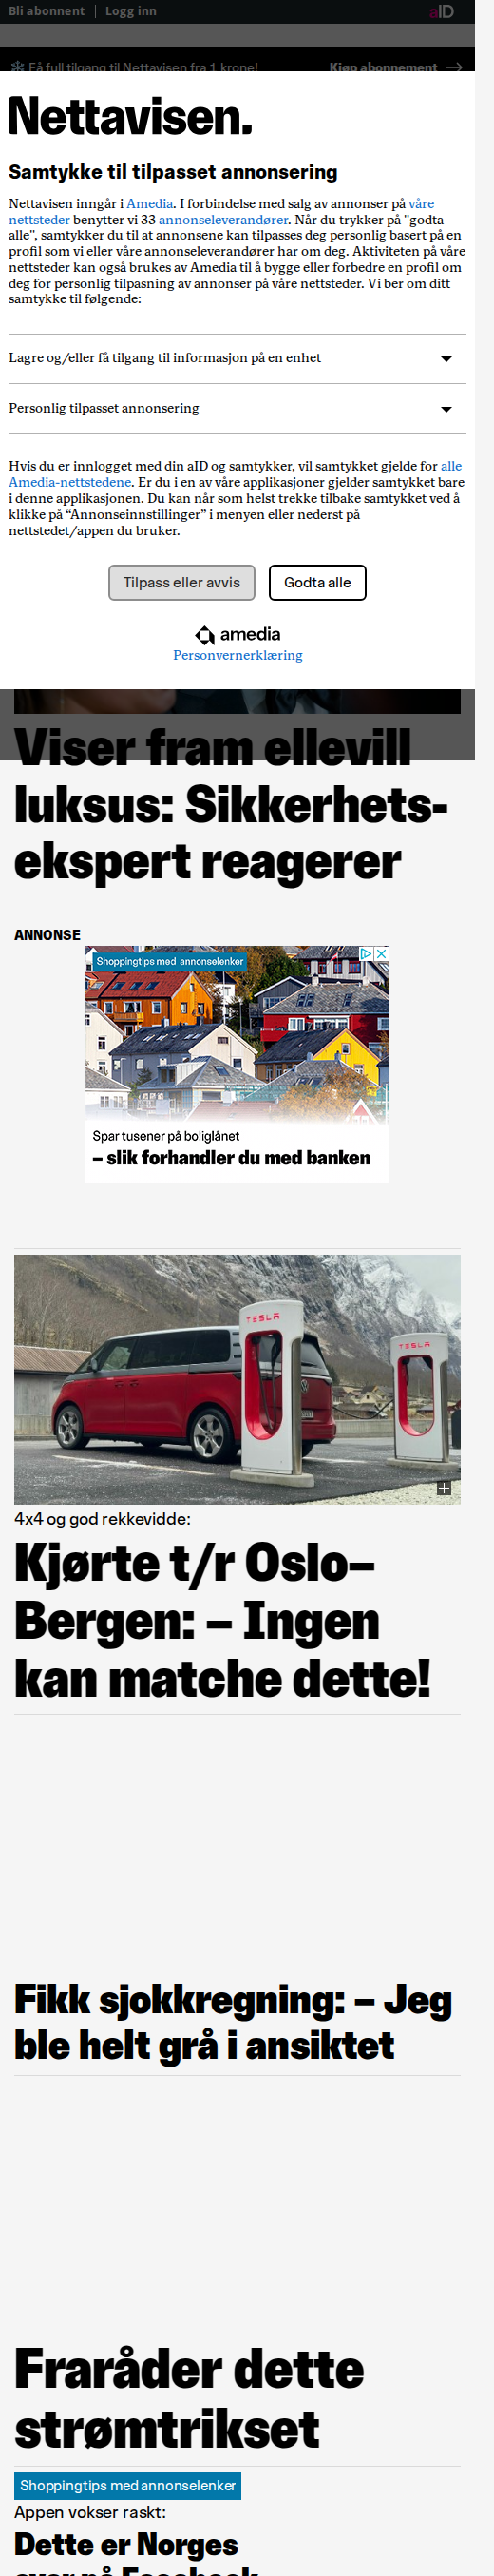 Bli abonnent
Logg inn
aID
Få full tilgang til Nettavisen fra 1 krone!
Kjøp abonnement
Nettavisen.
Samtykke til tilpasset annonsering
Nettavisen inngår i Amedia. I forbindelse med salg av annonser på våre
nettsteder benytter vi 33 annonseleverandører. Når du trykker på "godta
alle", samtykker du til at annonsene kan tilpasses deg personlig basert på en
profil som vi eller våre annonseleverandører har om deg. Aktiviteten på våre
nettsteder kan også brukes av Amedia til å bygge eller forbedre en profil om
deg for personlig tilpasning av annonser på våre nettsteder. Vi ber om ditt
samtykke til følgende:
Lagre og/eller få tilgang til informasjon på en enhet
Personlig tilpasset annonsering
Hvis du er innlogget med din aID og samtykker, vil samtykket gjelde for alle
Amedia-nettstedene. Er du i en av våre applikasjoner gjelder samtykket bare
i denne applikasjonen. Du kan når som helst trekke tilbake samtykket ved å
klikke på “Annonseinnstillinger” i menyen eller nederst på
nettstedet/appen du bruker.
Tilpass eller avvis
Godta alle
amedia
Personvernerklæring
Viser fram ellevill
luksus: Sikkerhets-
ekspert reagerer
ANNONSE
Shoppingtips med annonselenker
Spar tusener på boliglånet
– slik forhandler du med banken
TESLA
TESLA
4x4 og god rekkevidde:
Kjørte t/r Oslo–
Bergen: – Ingen
kan matche dette!
Fikk sjokkregning: – Jeg
ble helt grå i ansiktet
Fraråder dette
strømtrikset
Shoppingtips med annonselenker
Appen vokser raskt:
Dette er Norges
svar på Facebook